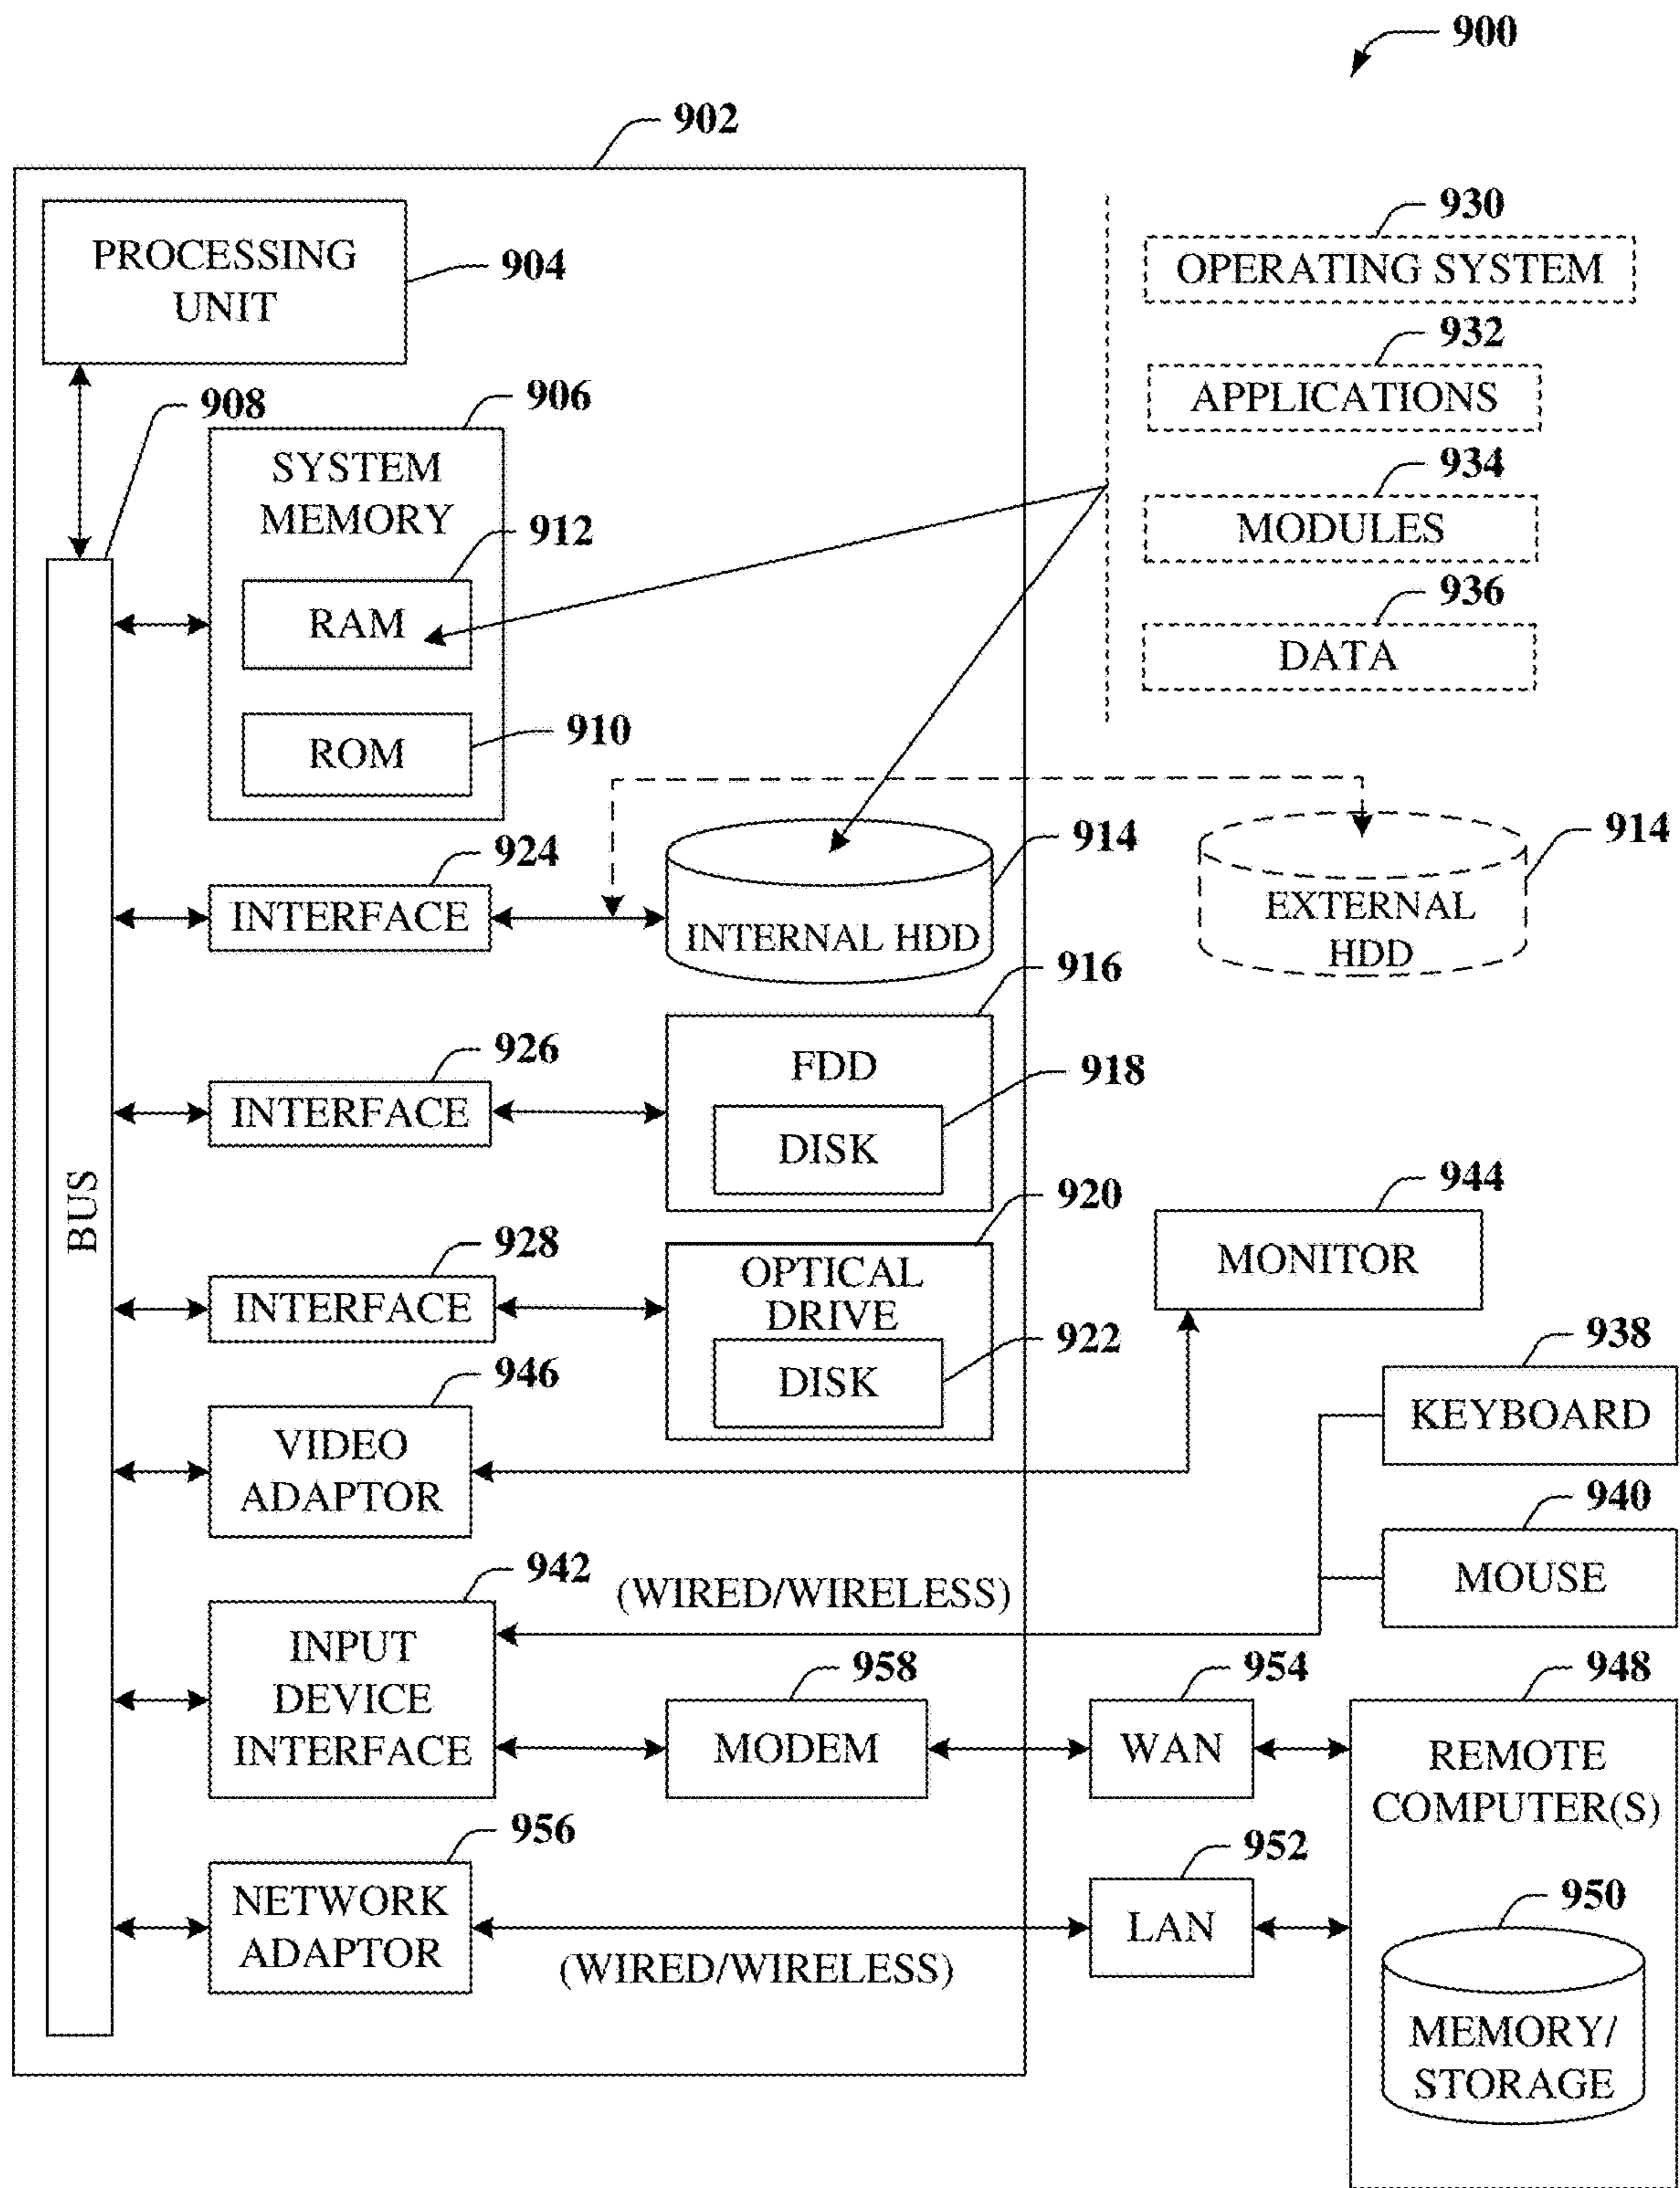 900
902
PROCESSING
UNIT
904
908
906
SYSTEM
MEMORY
912
RAM
910
ROM
930
OPERATING SYSTEM
932
APPLICATIONS
934
MODULES
936
DATA
BUS
924
INTERFACE
914
INTERNAL HDD
914
EXTERNAL
HDD
926
INTERFACE
916
FDD
918
DISK
928
INTERFACE
920
OPTICAL
DRIVE
922
DISK
944
MONITOR
946
VIDEO
ADAPTOR
938
KEYBOARD
940
MOUSE
942
INPUT
DEVICE
INTERFACE
(WIRED/WIRELESS)
958
MODEM
954
WAN
948
REMOTE
COMPUTER(S)
956
NETWORK
ADAPTOR
(WIRED/WIRELESS)
952
LAN
950
MEMORY/
STORAGE